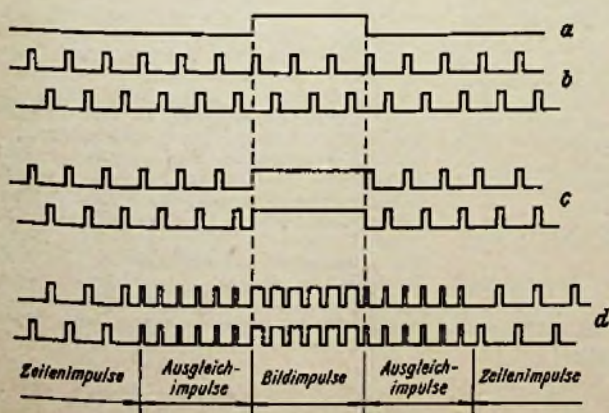 a
b
c
d
Zeilenimpulse
Ausgleich-
impulse
Bildimpulse
Ausgleich-
impulse
Zeilenimpulse